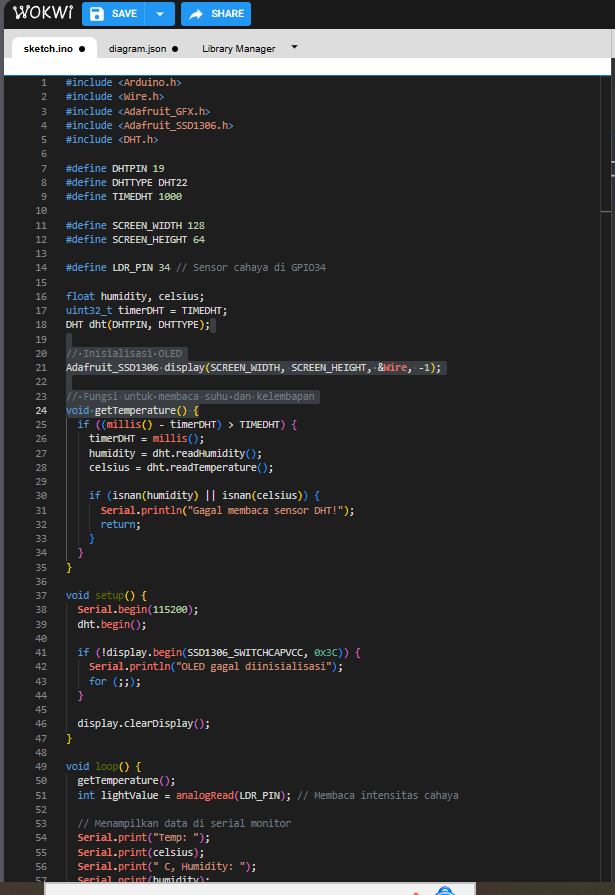 WOKWI SAVE SHARE
sketch.ino diagram.json Library Manager
1 #include <Arduino.h>
2 #include <Wire.h>
3 #include <Adafruit_GFX.h>
4 #include <Adafruit_SSD1306.h>
5 #include <DHT.h>
6
7 #define DHTPIN 19
8 #define DHTTYPE DHT22
9 #define TIMEDHT 1000
10
11 #define SCREEN_WIDTH 128
12 #define SCREEN_HEIGHT 64
13
14 #define LDR_PIN 34 // Sensor cahaya di GPIO34
15
16 float humidity, celsius;
17 uint32_t timerDHT = TIMEDHT;
18 DHT dht(DHTPIN, DHTTYPE);
19
20 // Inisialisasi OLED
21 Adafruit_SSD1306 display(SCREEN_WIDTH, SCREEN_HEIGHT, &Wire, -1);
22
23 // Fungsi untuk membaca suhu dan kelembapan
24 void getTemperature() {
25 if ((millis() - timerDHT) > TIMEDHT) {
26 timerDHT = millis();
27 humidity = dht.readHumidity();
28 celsius = dht.readTemperature();
29
30 if (isnan(humidity) || isnan(celsius)) {
31 Serial.println("Gagal membaca sensor DHT!");
32 return;
33 }
34 }
35 }
36
37 void setup() {
38 Serial.begin(115200);
39 dht.begin();
40
41 if (!display.begin(SSD1306_SWITCHCAPVCC, 0x3C)) {
42 Serial.println("OLED gagal diinisialisasi");
43 for (;;);
44 }
45
46 display.clearDisplay();
47 }
48
49 void loop() {
50 getTemperature();
51 int lightValue = analogRead(LDR_PIN); // Membaca intensitas cahaya
52
53 // Menampilkan data di serial monitor
54 Serial.print("Temp: ");
55 Serial.print(celsius);
56 Serial.print(" C, Humidity: ");
57 Serial.print(humidity);